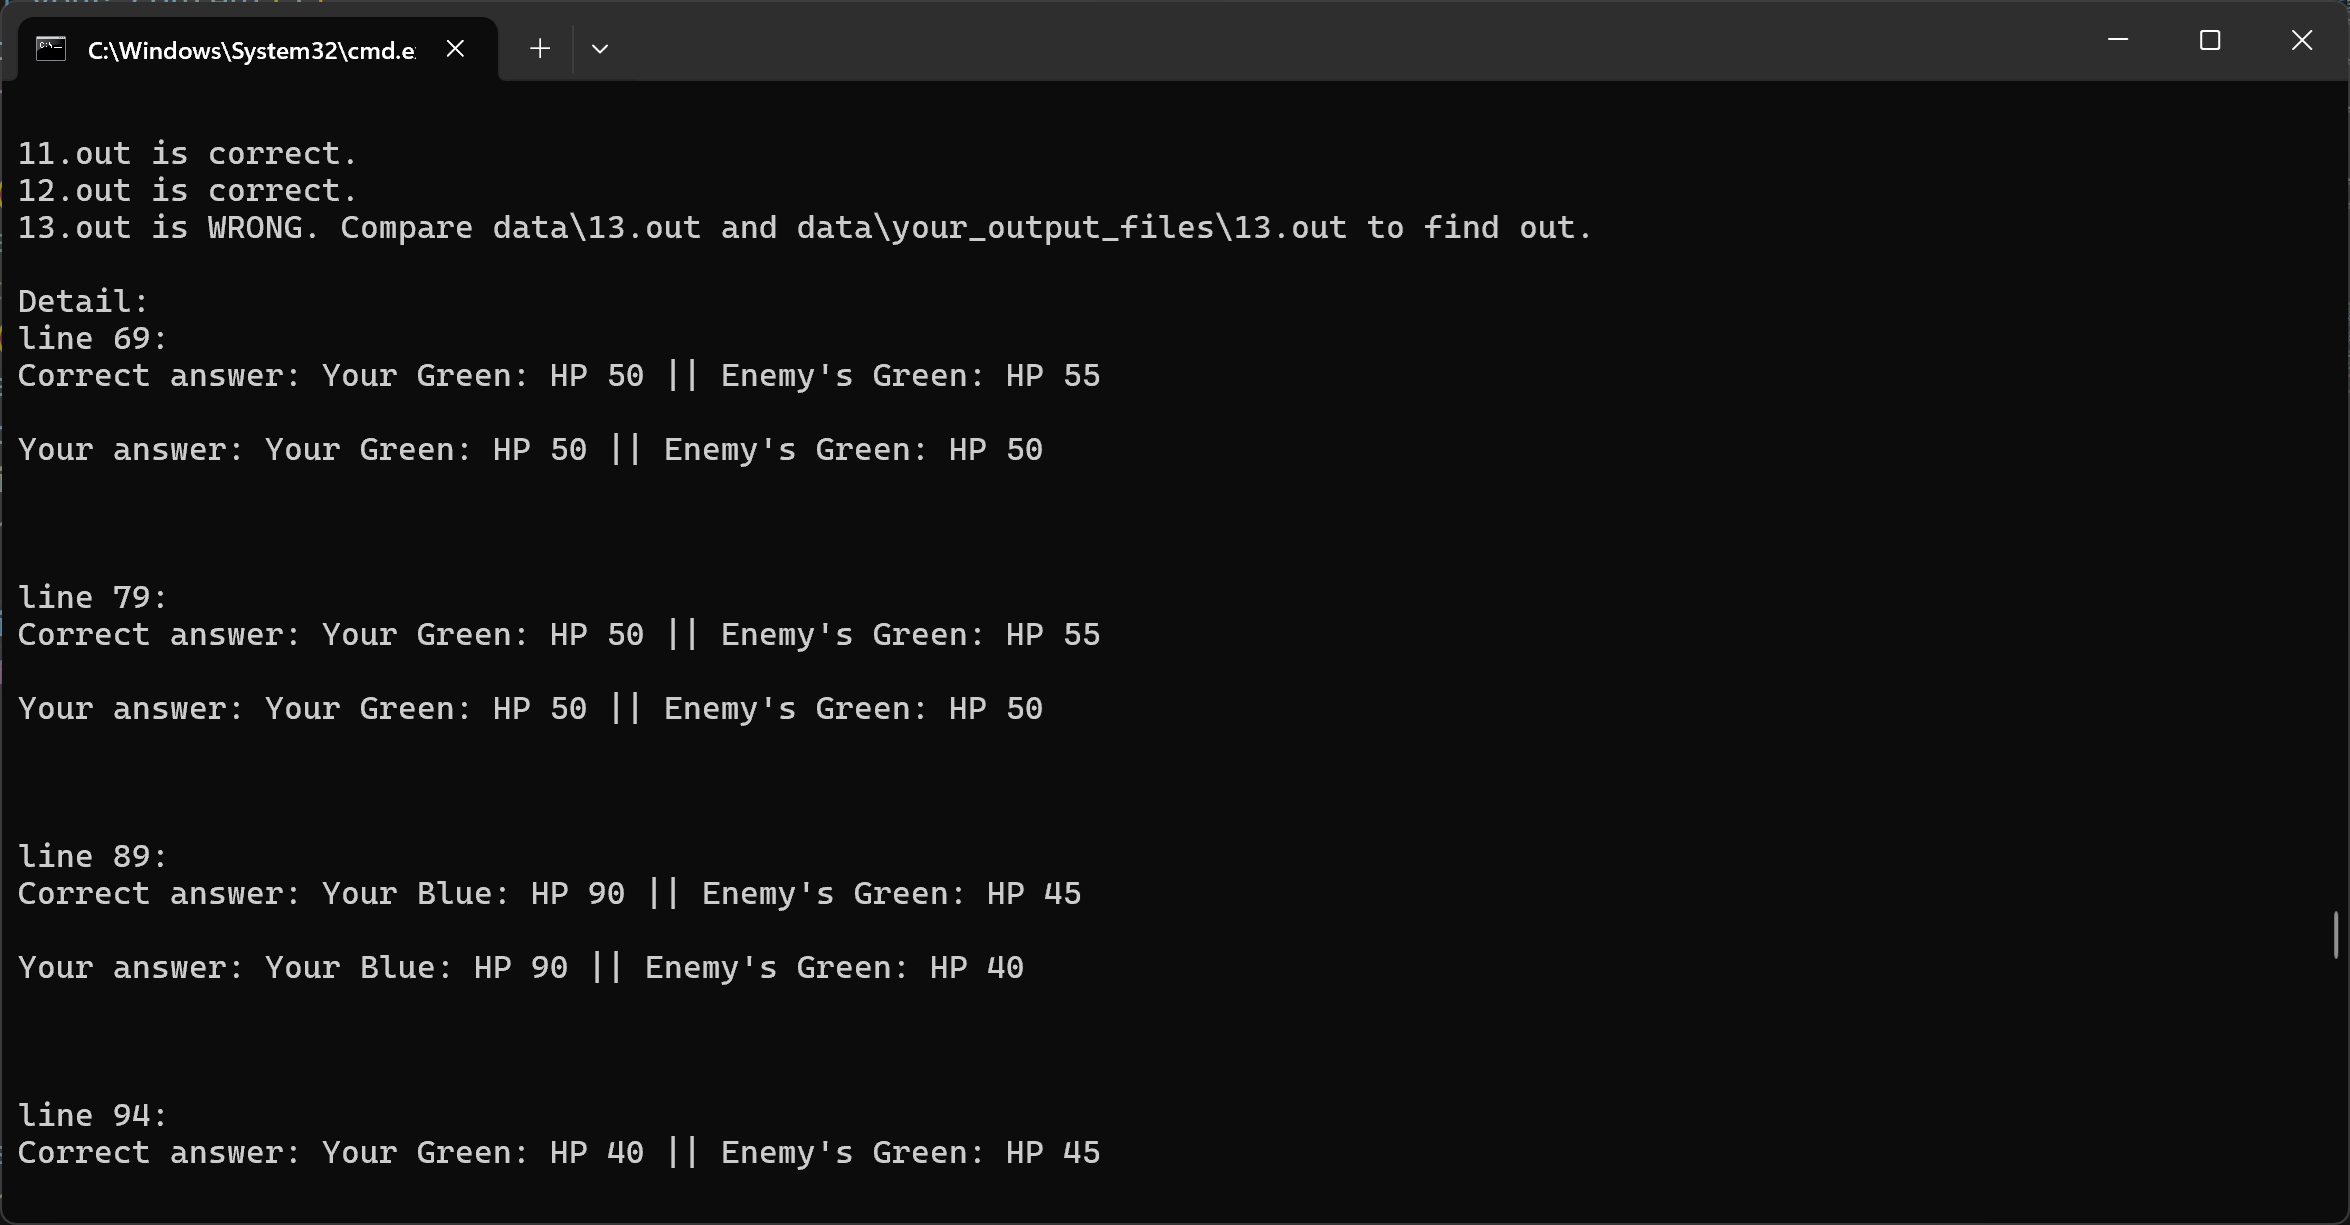 C:\Windows\System32\cmd.e
11.out is correct.
12.out is correct.
13.out is WRONG. Compare data\13.out and data\your_output_files\13.out to find out.
Detail:
line 69:
Correct answer: Your Green: HP 50 || Enemy's Green: HP 55
Your answer: Your Green: HP 50 || Enemy's Green: HP 50
line 79:
Correct answer: Your Green: HP 50 || Enemy's Green: HP 55
Your answer: Your Green: HP 50 || Enemy's Green: HP 50
line 89:
Correct answer: Your Blue: HP 90 || Enemy's Green: HP 45
Your answer: Your Blue: HP 90 || Enemy's Green: HP 40
line 94:
Correct answer: Your Green: HP 40 || Enemy's Green: HP 45